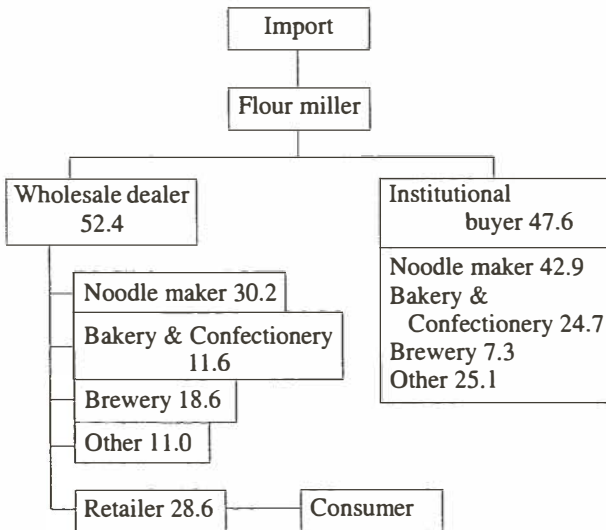 Import
Flour miller
Wholesale dealer
52.4
Institutional
buyer 47.6
Noodle maker 42.9
Bakery &
Confectionery 24.7
Brewery 7.3
Other 25.1
Noodle maker 30.2
Bakery & Confectionery
11.6
Brewery 18.6
Other 11.0
Retailer 28.6
Consumer